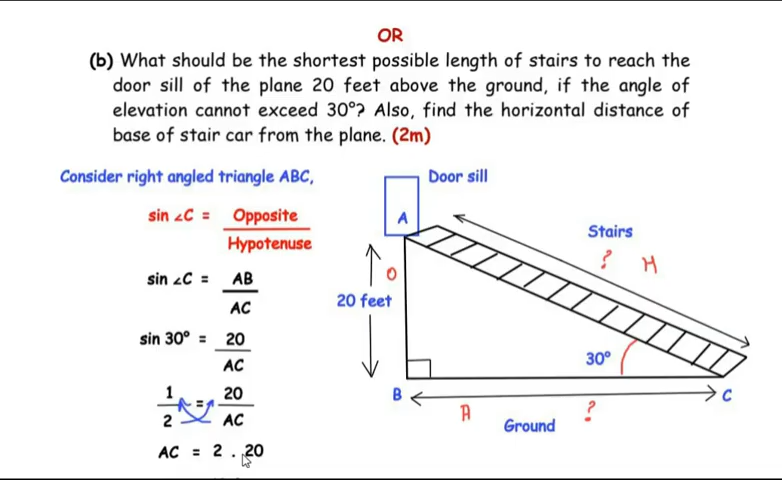 OR
(b) What should be the shortest possible length of stairs to reach the
door sill of the plane 20 feet above the ground, if the angle of
elevation cannot exceed 30°? Also, find the horizontal distance of
base of stair car from the plane. (2m)
Consider right angled triangle ABC,
sin ∠C = Opposite
Hypotenuse
sin ∠C = AB
AC
sin 30° = 20
AC
1 = 20
2 AC
AC = 2 . 20
Door sill
A
Stairs
? H
O
20 feet
30°
B C
A ?
Ground